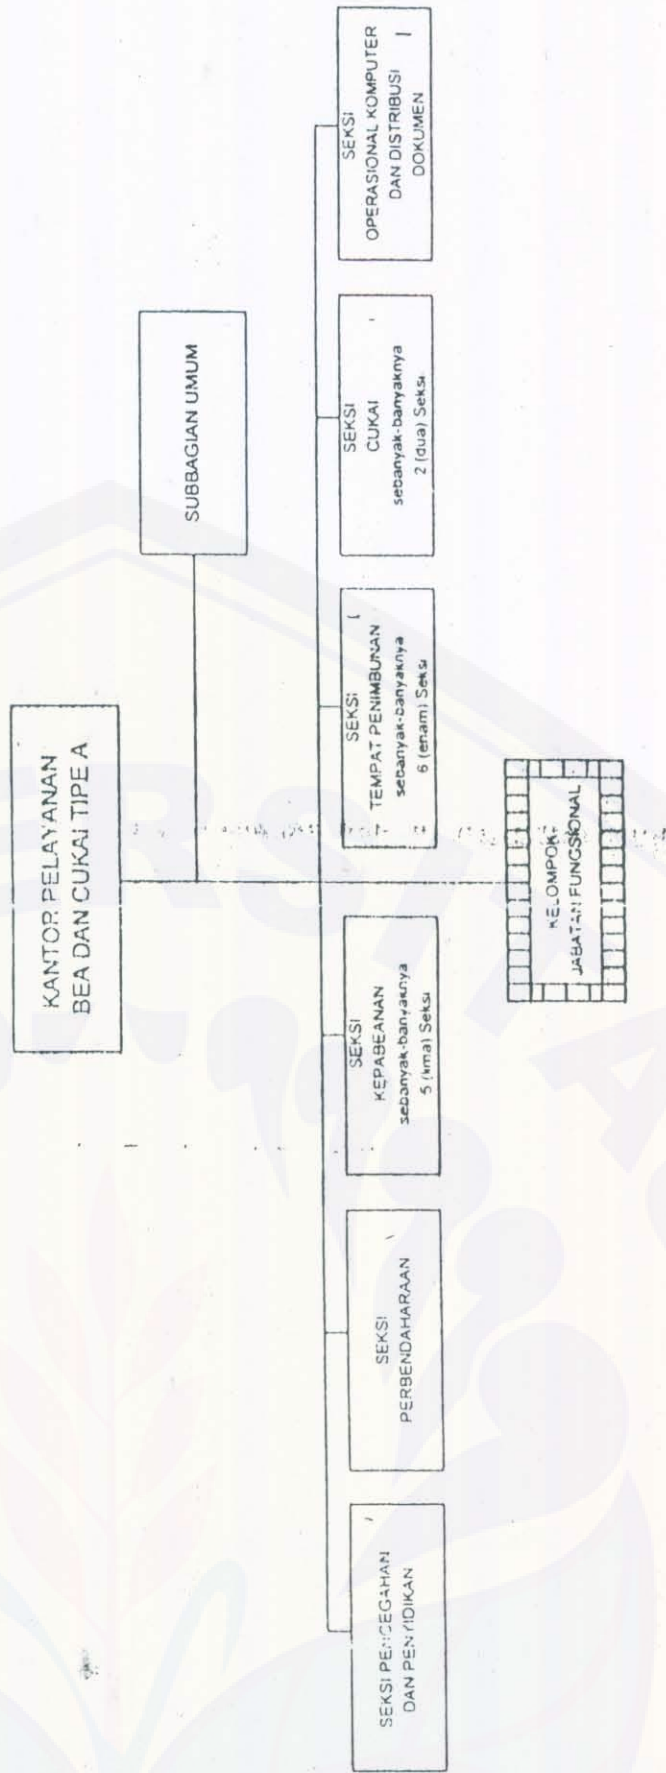 KANTOR PELAYANAN
BEA DAN CUKAI TIPE A
SUBBAGIAN UMUM
SEKSI PENCEGAHAN
DAN PENYIDIKAN
SEKSI
PERBENDAHARAAN
SEKSI
KEPABEANAN
sebanyak-banyaknya
5 (lima) Seksi
SEKSI
TEMPAT PENIMBUNAN
sebanyak-banyaknya
6 (enam) Seksi
SEKSI
CUKAI
sebanyak-banyaknya
2 (dua) Seksi
SEKSI
OPERASIONAL KOMPUTER
DAN DISTRIBUSI
DOKUMEN
KELOMPOK
JABATAN FUNGSIONAL